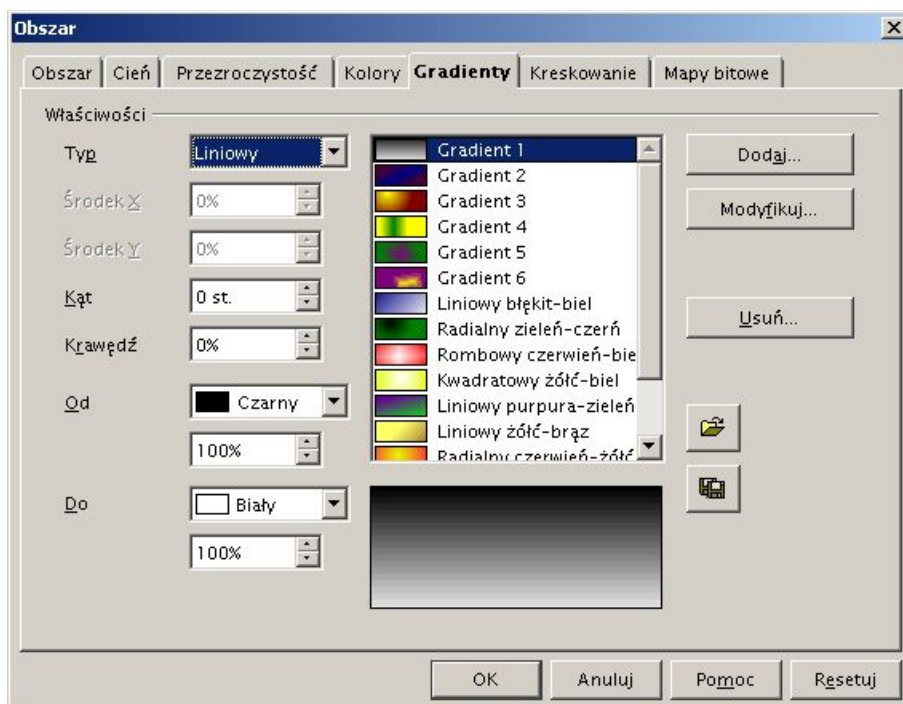 Obszar
Obszar Cień Przezroczystość Kolory Gradienty Kreskowanie Mapy bitowe
Właściwości
Typ Liniowy
Środek X 0%
Środek Y 0%
Kąt 0 st.
Krawędź 0%
Od Czarny
100%
Do Biały
100%
Gradient 1
Gradient 2
Gradient 3
Gradient 4
Gradient 5
Gradient 6
Liniowy błękit-biel
Radialny zieleń-czerń
Rombowy czerwień-bie
Kwadratowy żółć-biel
Liniowy purpura-zieleń
Liniowy żółć-brąz
Radialny czerwień-żółć
Dodaj...
Modyfikuj...
Usuń...
OK Anuluj Pomoc Resetuj